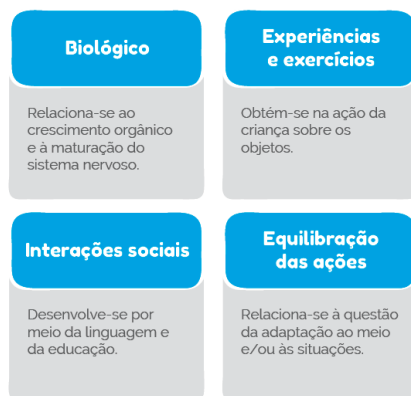 Biológico
Relaciona-se ao
crescimento orgânico
e à maturação do
sistema nervoso.
Experiências
e exercícios
Obtém-se na ação da
criança sobre os
objetos.
Interações sociais
Desenvolve-se por
meio da linguagem e
da educação.
Equilibração
das ações
Relaciona-se à questão
da adaptação ao meio
e/ou às situações.